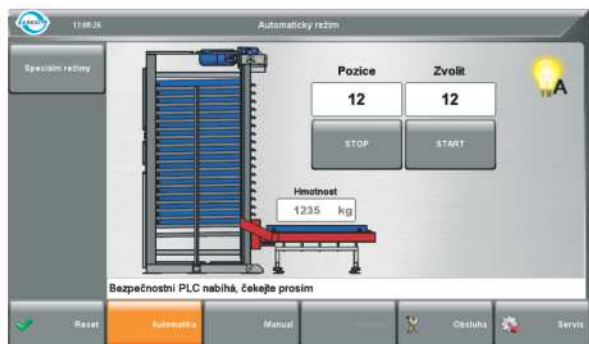 11:08:26
Automatický režim
Speciální režimy
Pozice
Zvolit
12
12
STOP
START
A
Hmotnost
1235 kg
Bezpečnostní PLC nabíhá, čekejte prosím
Reset
Automatika
Manual
Obsluha
Servis